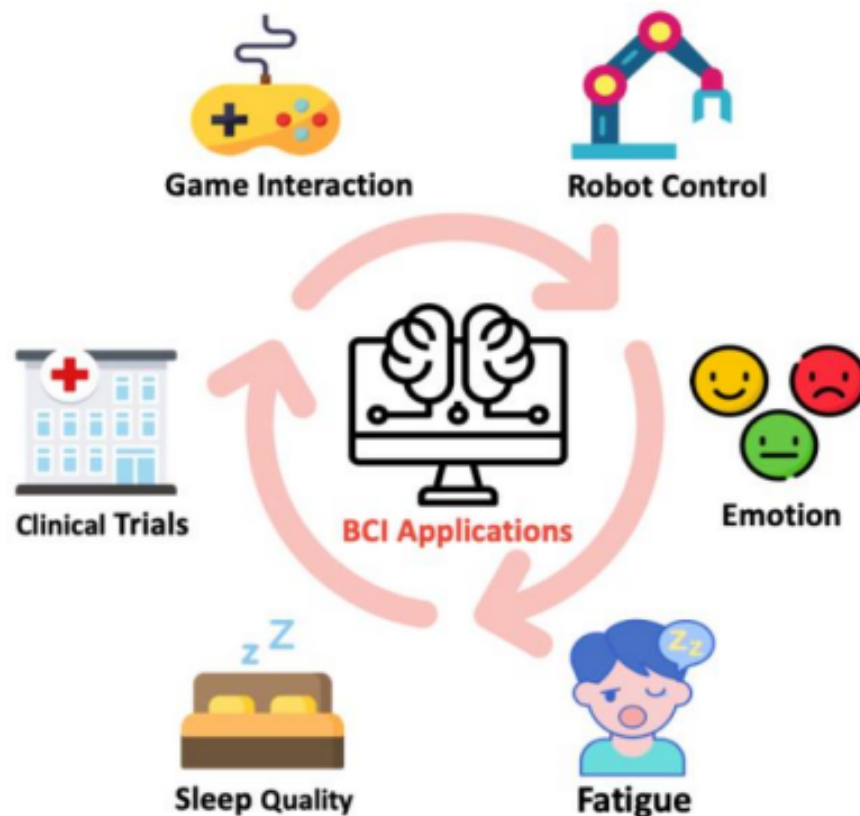 Game Interaction
Robot Control
Clinical Trials
BCI Applications
Emotion
z Z
Z Z
Sleep Quality
Fatigue